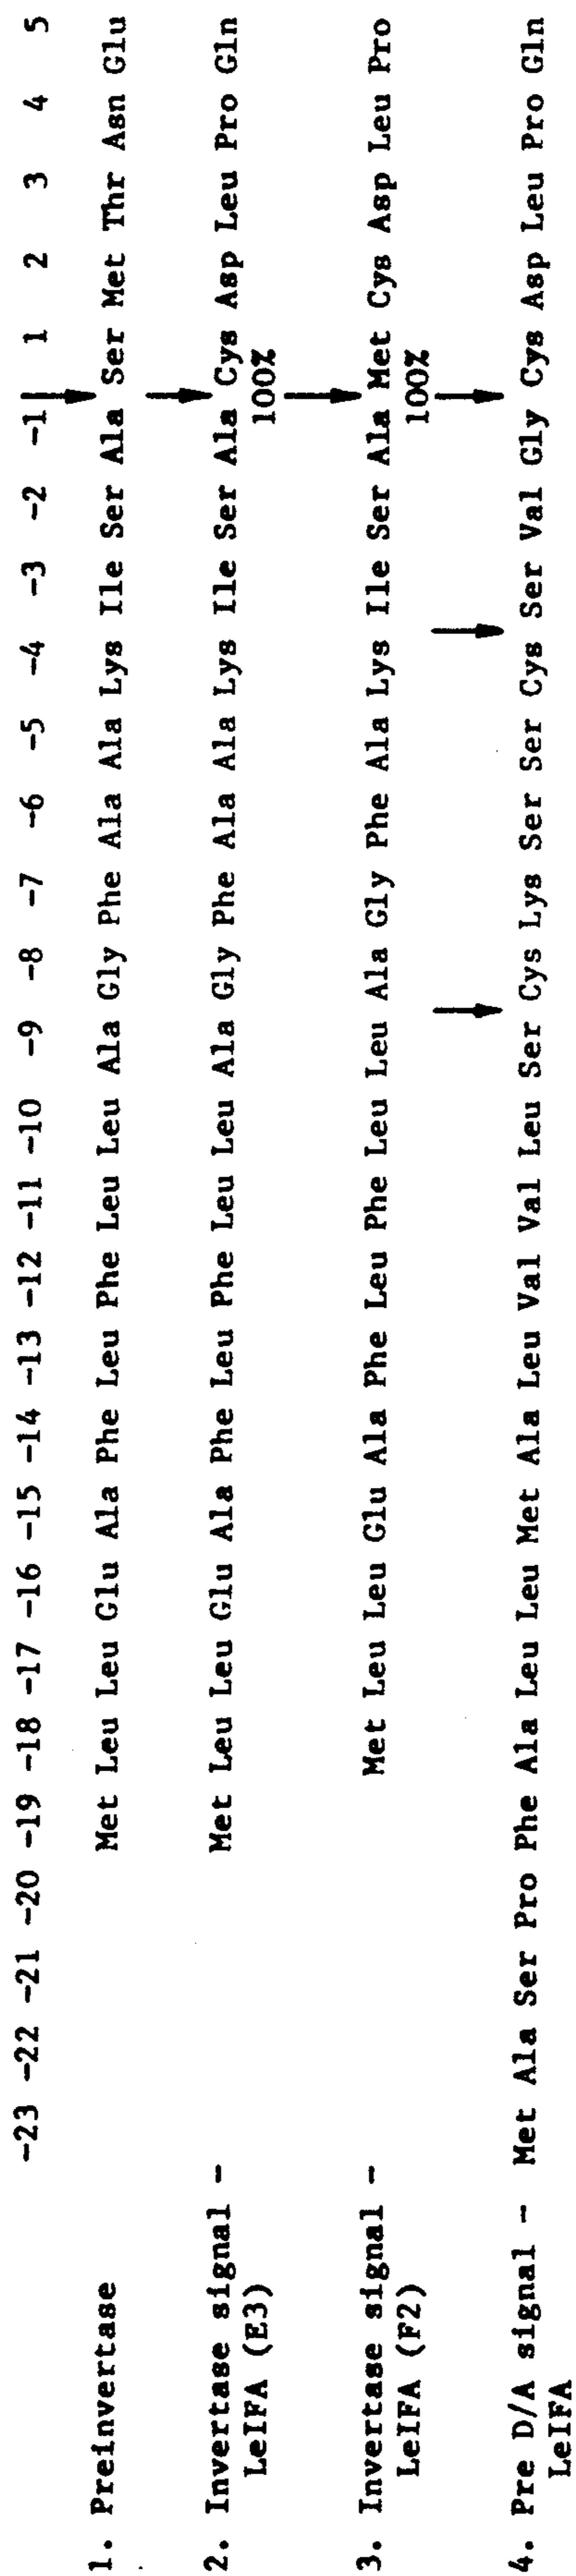 −23 −22 −21 −20 −19 −18 −17 −16 −15 −14 −13 −12 −11 −10 −9 −8 −7 −6 −5 −4 −3 −2 −1 1 2 3 4 5
1. Preinvertase Met Leu Leu Glu Ala Phe Leu Phe Leu Leu Ala Gly Phe Ala Ala Lys Ile Ser Ala Ser Met Thr Asn Glu
2. Invertase signal − Met Leu Leu Glu Ala Phe Leu Phe Leu Leu Ala Gly Phe Ala Ala Lys Ile Ser Ala Cys Asp Leu Pro Gln
LeIFA (E3) 100%
3. Invertase signal − Met Leu Leu Glu Ala Phe Leu Phe Leu Leu Ala Gly Phe Ala Lys Ile Ser Ala Met Cys Asp Leu Pro
LeIFA (F2) 100%
4. Pre D/A signal − Met Ala Ser Pro Phe Ala Leu Leu Met Ala Leu Val Val Leu Ser Cys Lys Ser Ser Cys Ser Val Gly Cys Asp Leu Pro Gln
LeIFA